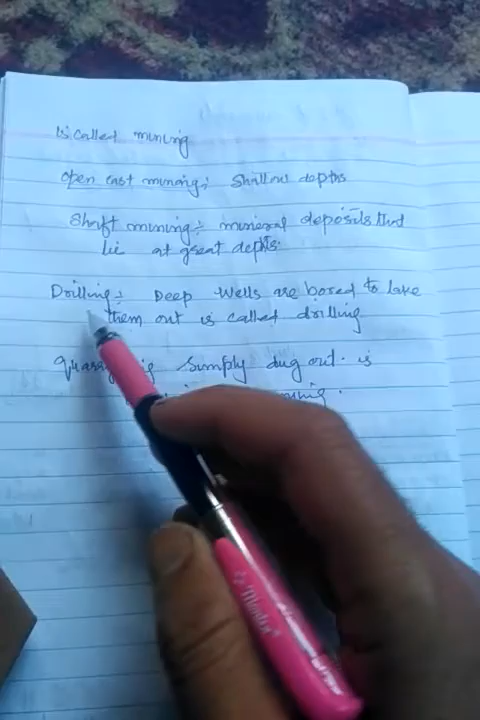 is called mining
open cast mining:- Shallow depths
Shaft mining:- mineral deposits that
lie at great depths.
Drilling:- Deep wells are bored to take
them out is called drilling
simply dug out. is